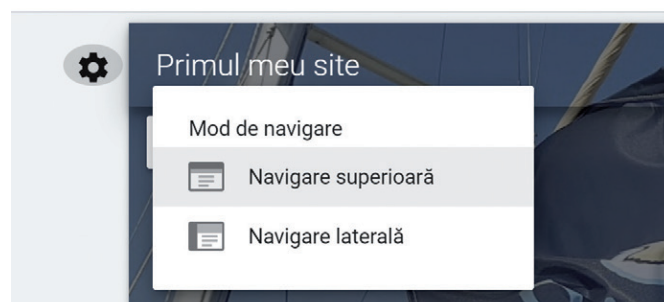 Primul meu site
Mod de navigare
Navigare superioară
Navigare laterală